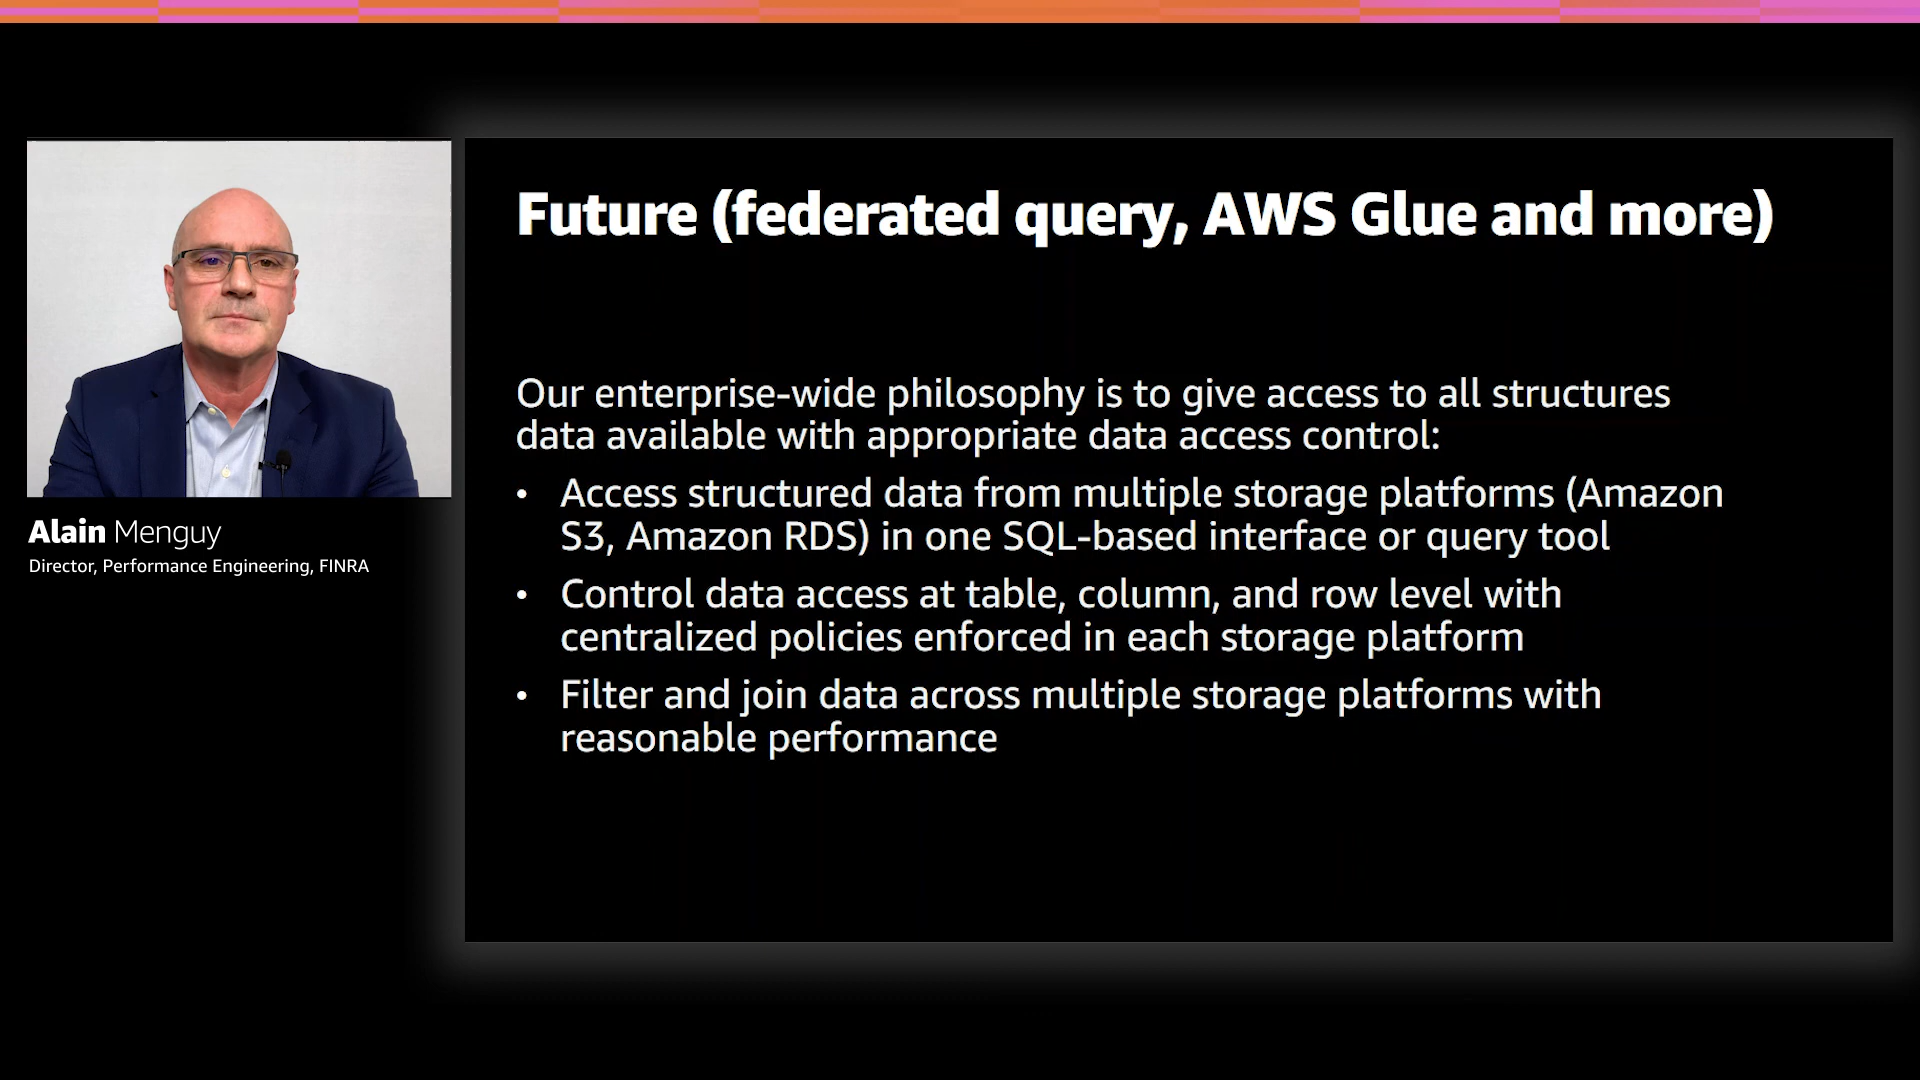 Future (federated query, AWS Glue and more)
Our enterprise-wide philosophy is to give access to all structures
data available with appropriate data access control:
• Access structured data from multiple storage platforms (Amazon
S3, Amazon RDS) in one SQL-based interface or query tool
• Control data access at table, column, and row level with
centralized policies enforced in each storage platform
• Filter and join data across multiple storage platforms with
reasonable performance
Alain Menguy
Director, Performance Engineering, FINRA